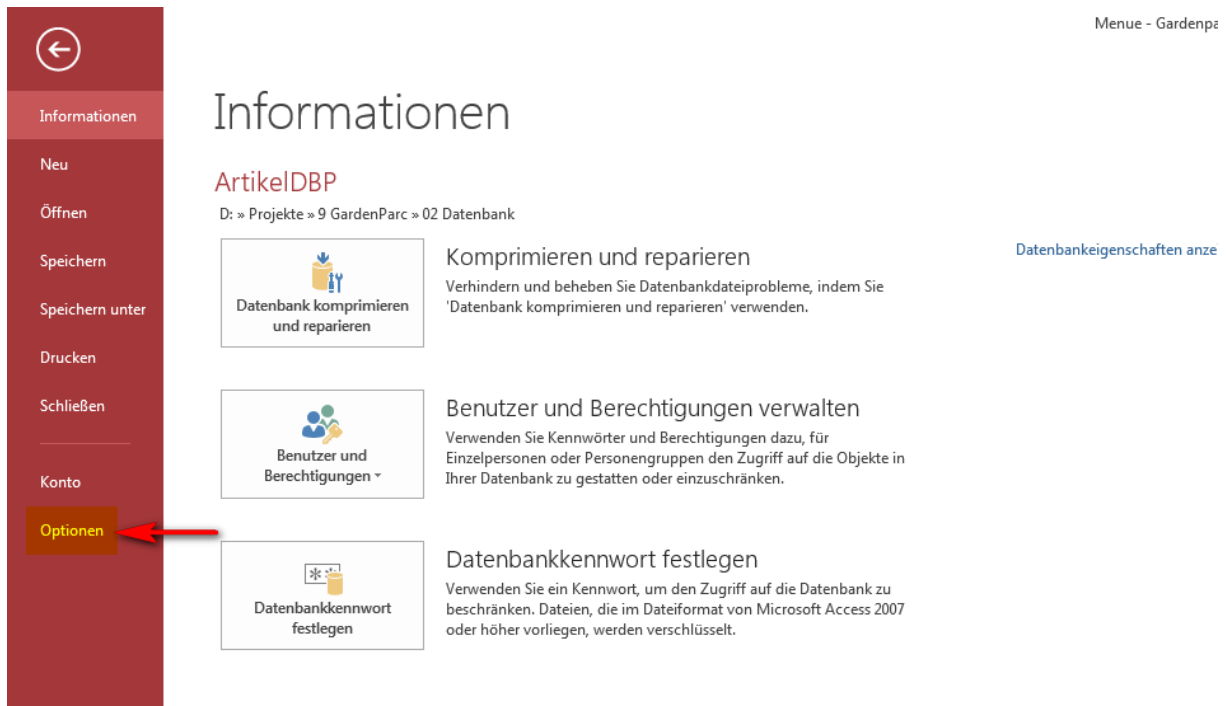 Menue - Gardenpa
Informationen
Neu
Öffnen
Speichern
Speichern unter
Drucken
Schließen
Konto
Optionen
Informationen
ArtikelDBP
D: » Projekte » 9 GardenParc » 02 Datenbank
Datenbank komprimieren
und reparieren
Komprimieren und reparieren
Verhindern und beheben Sie Datenbankdateiprobleme, indem Sie
'Datenbank komprimieren und reparieren' verwenden.
Datenbankeigenschaften anze
Benutzer und
Berechtigungen
Benutzer und Berechtigungen verwalten
Verwenden Sie Kennwörter und Berechtigungen dazu, für
Einzelpersonen oder Personengruppen den Zugriff auf die Objekte in
Ihrer Datenbank zu gestatten oder einzuschränken.
Datenbankkennwort
festlegen
Datenbankkennwort festlegen
Verwenden Sie ein Kennwort, um den Zugriff auf die Datenbank zu
beschränken. Dateien, die im Dateiformat von Microsoft Access 2007
oder höher vorliegen, werden verschlüsselt.